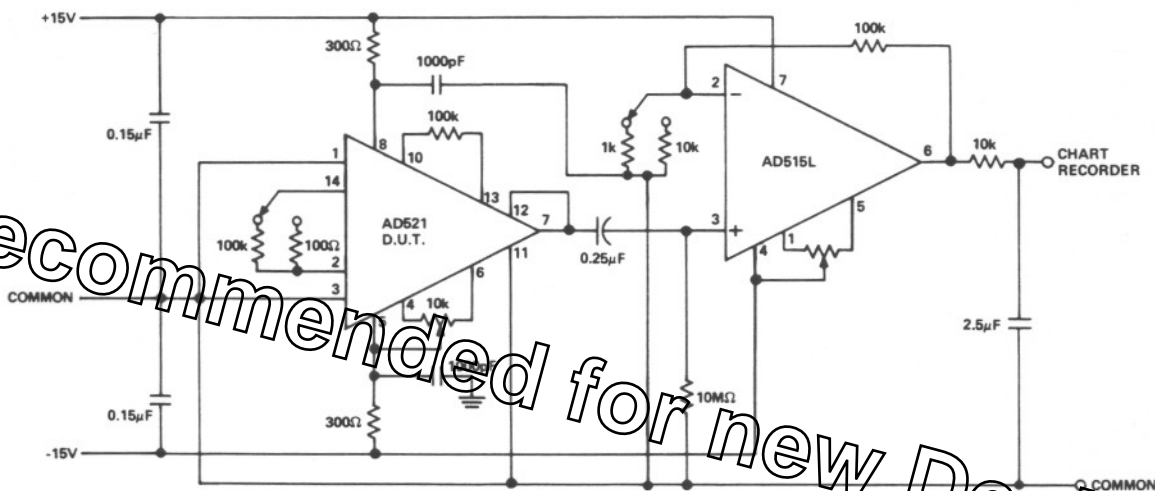 +15V
300Ω
1000pF
100k
0.15μF
100k
1
14
8
10
13
12
7
11
AD521
D.U.T.
100k
100Ω
2
3
6
4
10k
5
COMMON
0.15μF
300Ω
-15V
0.25μF
1k
10k
2
7
3
AD515L
6
10k
CHART
RECORDER
5
1
4
10MΩ
2.5μF
COMMON
ecommended for new De